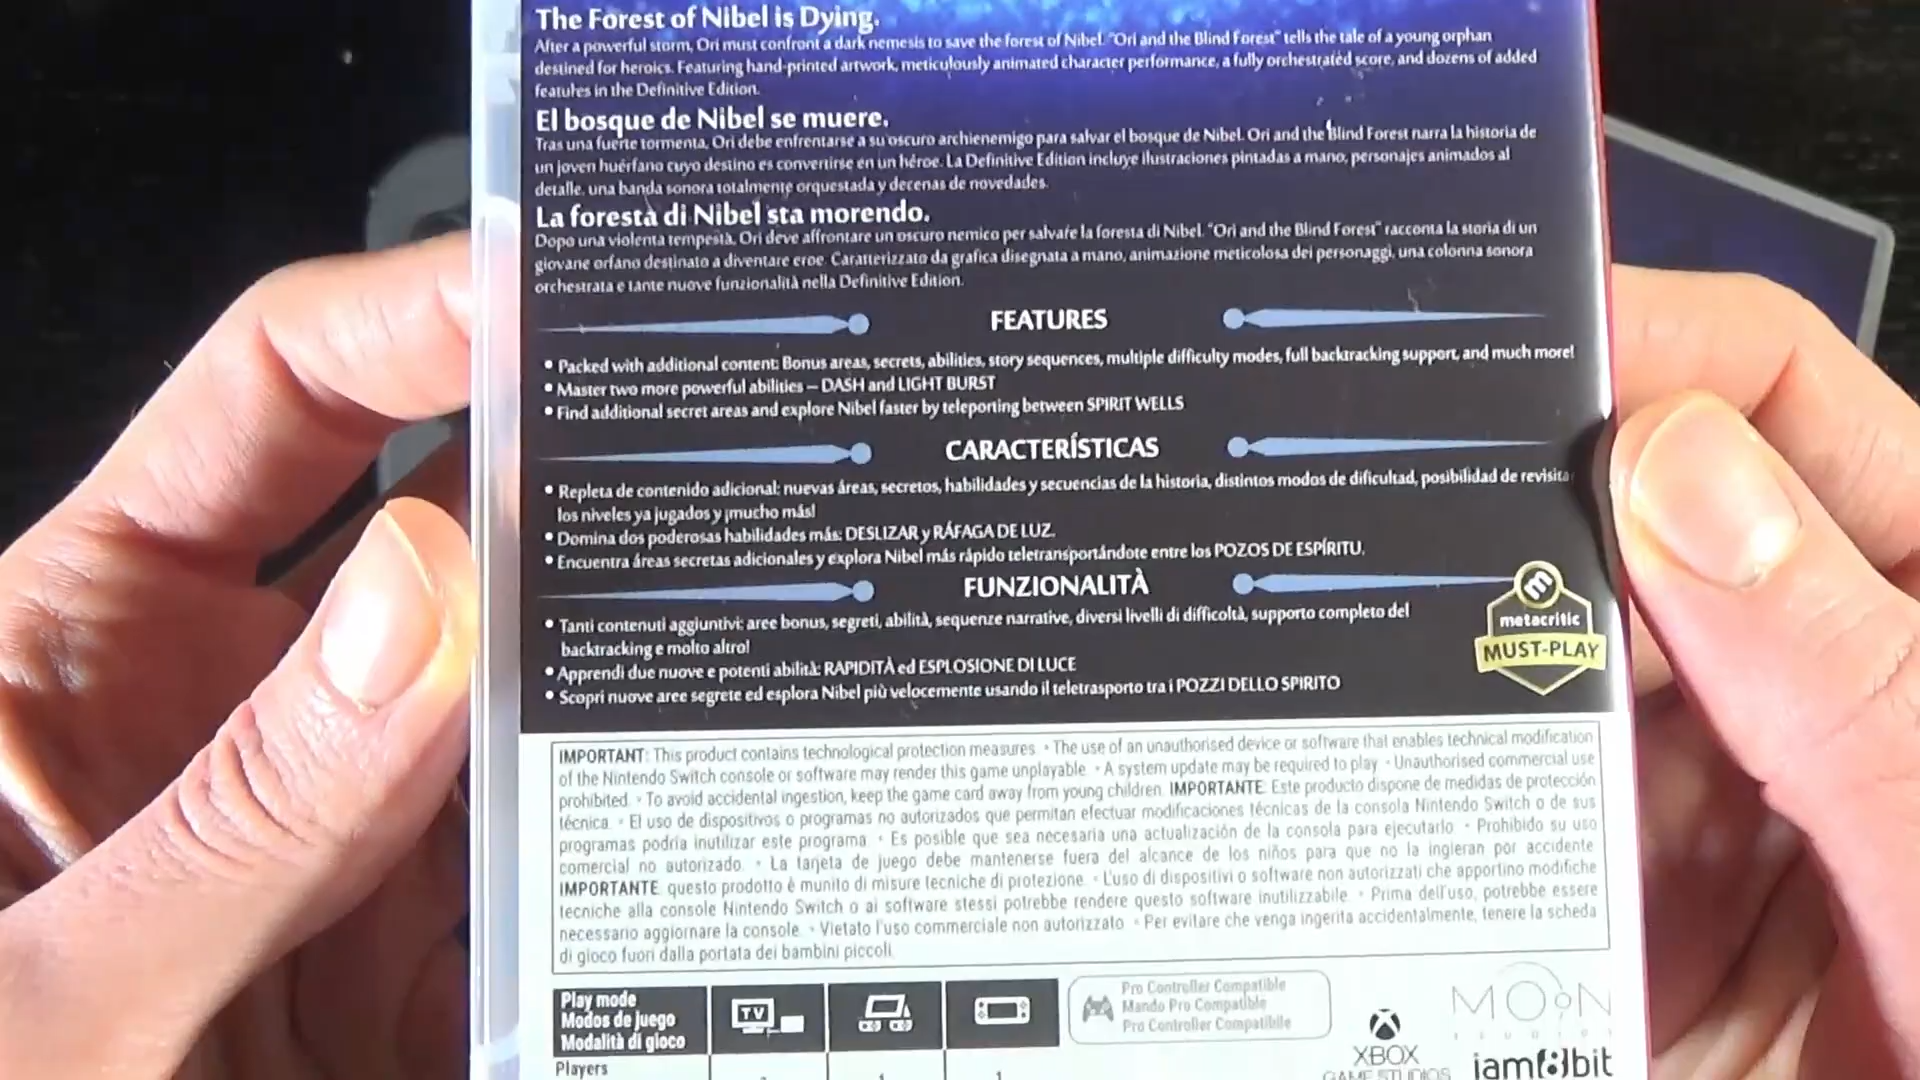 The Forest of Nibel is Dying.
After a powerful storm, Ori must confront a dark nemesis to save the forest of Nibel. "Ori and the Blind Forest" tells the tale of a young orphan
destined for heroics. Featuring hand-printed artwork, meticulously animated character performance, a fully orchestrated score, and dozens of added
features in the Definitive Edition.
El bosque de Nibel se muere.
Tras una fuerte tormenta, Ori debe enfrentarse a su oscuro archienemigo para salvar el bosque de Nibel. Ori and the Blind Forest narra la historia de
un joven huérfano cuyo destino es convertirse en un héroe. La Definitive Edition incluye ilustraciones pintadas a mano, personajes animados al
detalle, una banda sonora totalmente orquestada y decenas de novedades.
La foresta di Nibel sta morendo.
Dopo una violenta tempesta, Ori deve affrontare un oscuro nemico per salvare la foresta di Nibel. "Ori and the Blind Forest" racconta la storia di un
giovane orfano destinato a diventare eroe. Caratterizzato da grafica disegnata a mano, animazione meticolosa dei personaggi, una colonna sonora
orchestrata e tante nuove funzionalità nella Definitive Edition.
FEATURES
• Packed with additional content: Bonus areas, secrets, abilities, story sequences, multiple difficulty modes, full backtracking support, and much more!
• Master two more powerful abilities – DASH and LIGHT BURST
• Find additional secret areas and explore Nibel faster by teleporting between SPIRIT WELLS
CARACTERÍSTICAS
• Repleta de contenido adicional: nuevas áreas, secretos, habilidades y secuencias de la historia, distintos modos de dificultad, posibilidad de revisita
los niveles ya jugados y ¡mucho más!
• Domina dos poderosas habilidades más: DESLIZAR y RÁFAGA DE LUZ.
• Encuentra áreas secretas adicionales y explora Nibel más rápido teletransportándote entre los POZOS DE ESPÍRITU.
FUNZIONALITÀ
• Tanti contenuti aggiuntivi: aree bonus, segreti, abilità, sequenze narrative, diversi livelli di difficoltà, supporto completo del
backtracking e molto altro!
• Apprendi due nuove e potenti abilità: RAPIDITÀ ed ESPLOSIONE DI LUCE
• Scopri nuove aree segrete ed esplora Nibel più velocemente usando il teletrasporto tra i POZZI DELLO SPIRITO
m
metacritic
MUST-PLAY
IMPORTANT: This product contains technological protection measures. • The use of an unauthorised device or software that enables technical modification
of the Nintendo Switch console or software may render this game unplayable. • A system update may be required to play. • Unauthorised commercial use
prohibited. • To avoid accidental ingestion, keep the game card away from young children. IMPORTANTE: Este producto dispone de medidas de protección
técnica. • El uso de dispositivos o programas no autorizados que permitan efectuar modificaciones técnicas de la consola Nintendo Switch o de sus
programas podría inutilizar este programa. • Es posible que sea necesaria una actualización de la consola para ejecutarlo. • Prohibido su uso
comercial no autorizado. • La tarjeta de juego debe mantenerse fuera del alcance de los niños para que no la ingieran por accidente.
IMPORTANTE: questo prodotto è munito di misure tecniche di protezione. • L'uso di dispositivi o software non autorizzati che apportino modifiche
tecniche alla console Nintendo Switch o ai software stessi potrebbe rendere questo software inutilizzabile. • Prima dell'uso, potrebbe essere
necessario aggiornare la console. • Vietato l'uso commerciale non autorizzato. • Per evitare che venga ingerita accidentalmente, tenere la scheda
di gioco fuori dalla portata dei bambini piccoli.
Play mode
Modos de juego
Modalità di gioco
TV
Pro Controller Compatible
Mando Pro Compatible
Pro Controller Compatibile
Players
XBOX
GAME STUDIOS
MOON
iam8bit